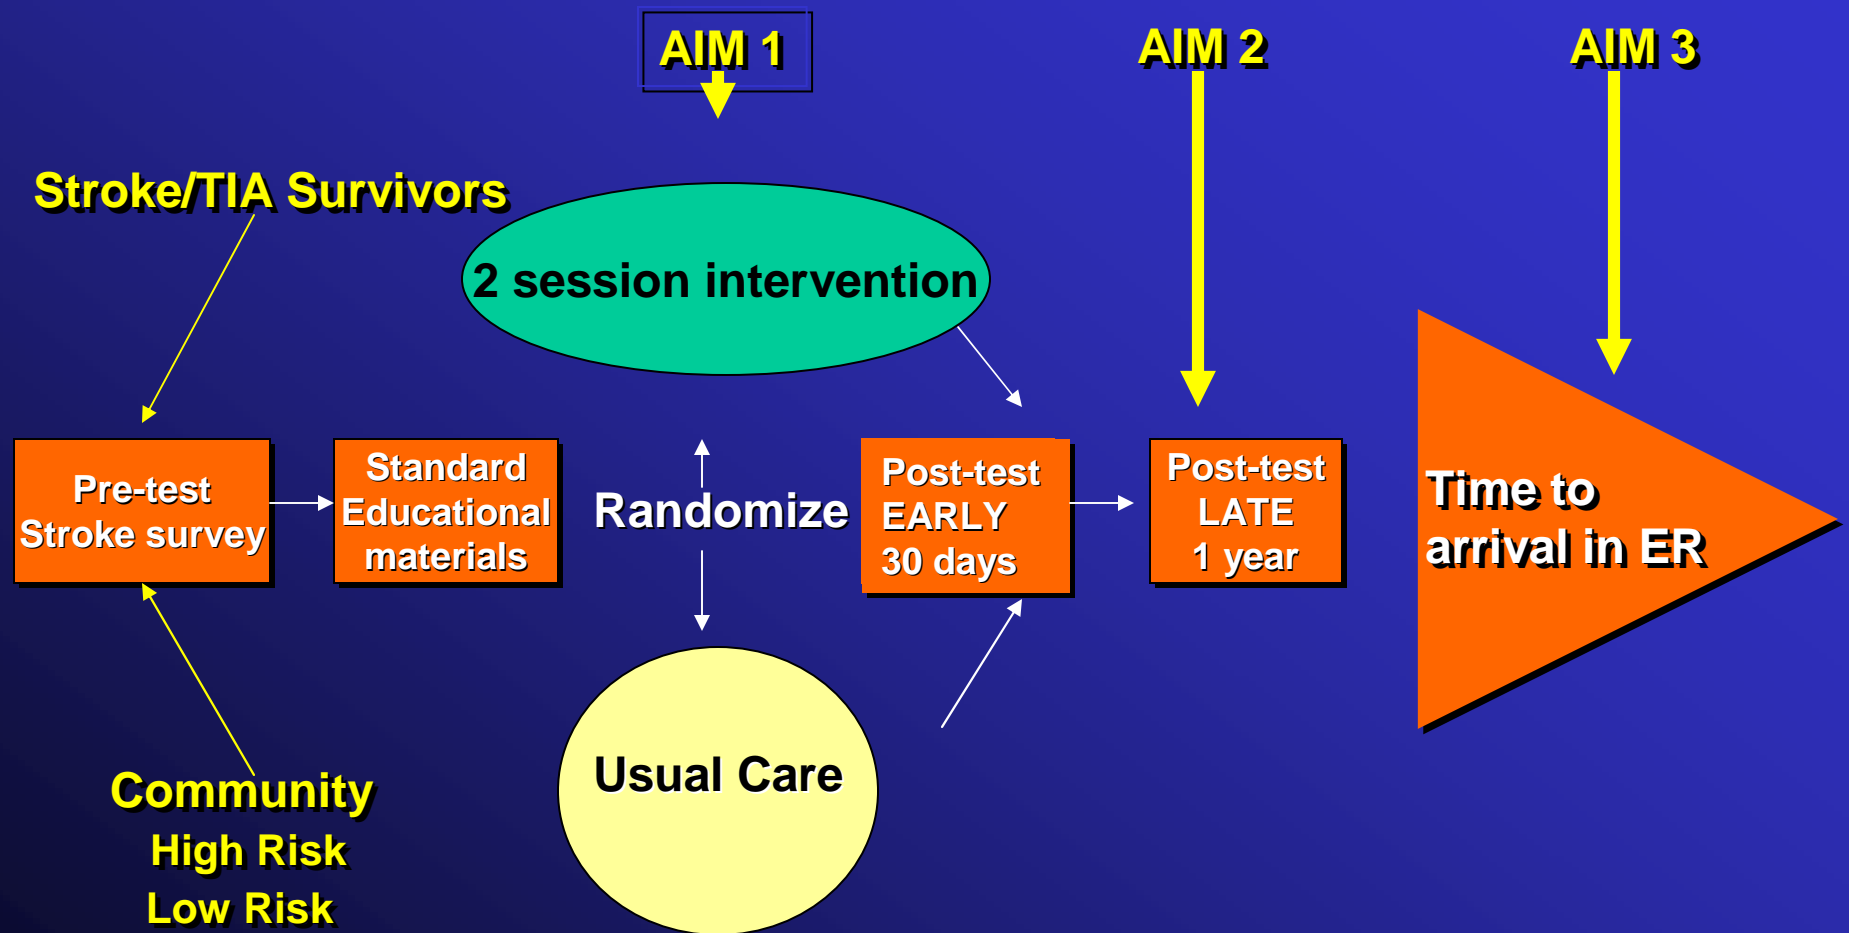 AIM 1
AIM 2
AIM 3
Stroke/TIA Survivors
2 session intervention
Pre-test
Stroke survey
Standard
Educational
materials
Randomize
Post-test
EARLY
30 days
Post-test
LATE
1 year
Time to
arrival in ER
Usual Care
Community
High Risk
Low Risk